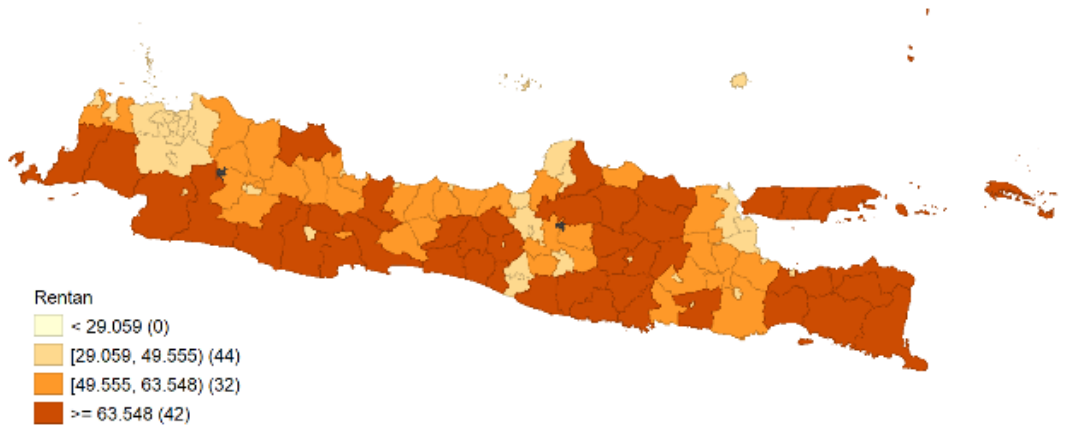 Rentan
< 29.059 (0)
[29.059, 49.555) (44)
[49.555, 63.548) (32)
>= 63.548 (42)